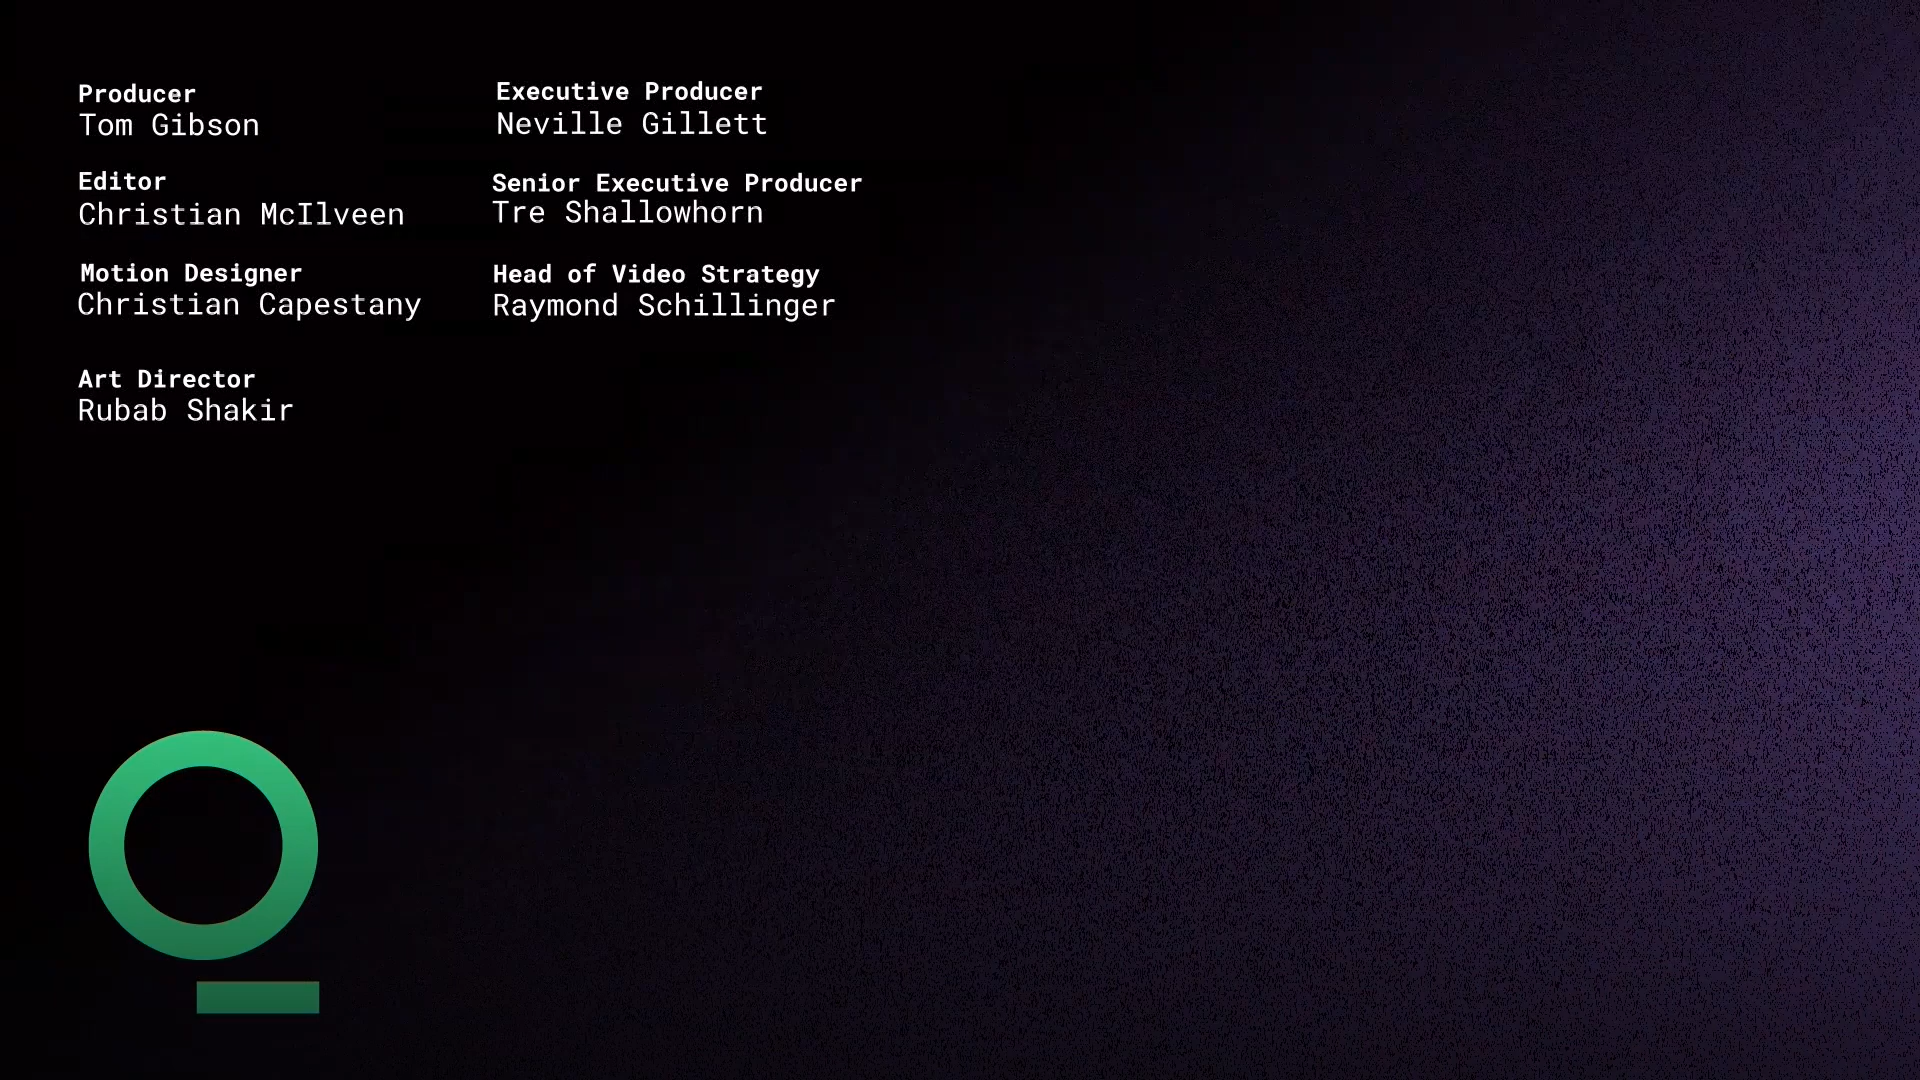 Producer
Tom Gibson
Editor
Christian McIlveen
Motion Designer
Christian Capestany
Art Director
Rubab Shakir
Executive Producer
Neville Gillett
Senior Executive Producer
Tre Shallowhorn
Head of Video Strategy
Raymond Schillinger